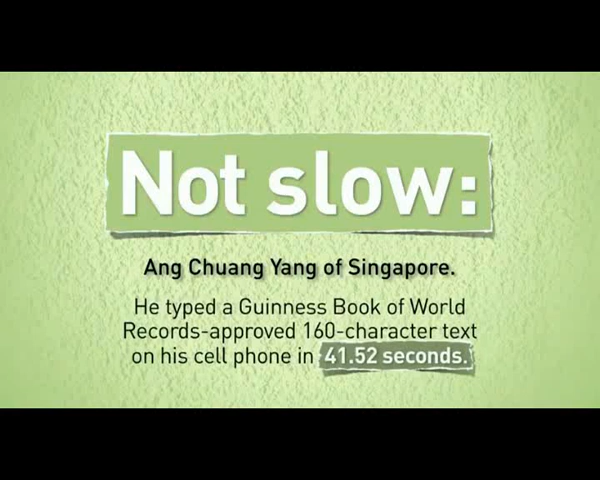 Not slow:
Ang Chuang Yang of Singapore.
He typed a Guinness Book of World
Records-approved 160-character text
on his cell phone in 41.52 seconds.